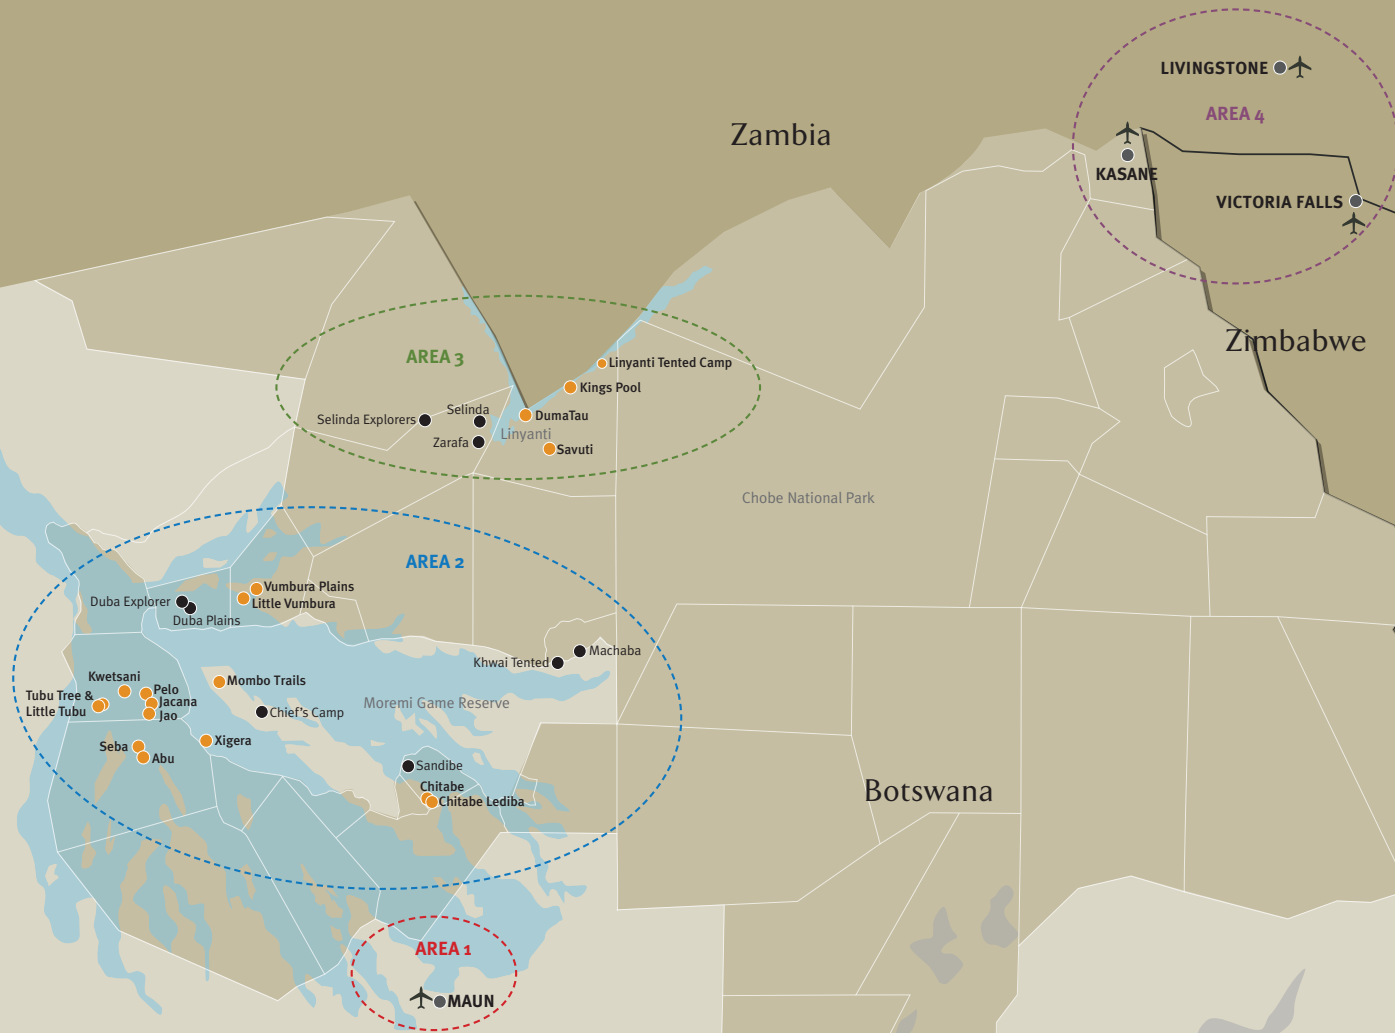 LIVINGSTONE
AREA 4
Zambia
KASANE
VICTORIA FALLS
Zimbabwe
AREA 3
Linyanti Tented Camp
Kings Pool
Selinda
Selinda Explorers
DumaTau
Linyanti
Zarafa
Savuti
Chobe National Park
AREA 2
Vumbura Plains
Duba Explorer
Little Vumbura
Duba Plains
Machaba
Khwai Tented
Kwetsani
Mombo Trails
Pelo
Tubu Tree &
Little Tubu
Jacana
Jao
Moremi Game Reserve
Chief's Camp
Xigera
Seba
Abu
Sandibe
Chitabe
Chitabe Lediba
Botswana
AREA 1
MAUN